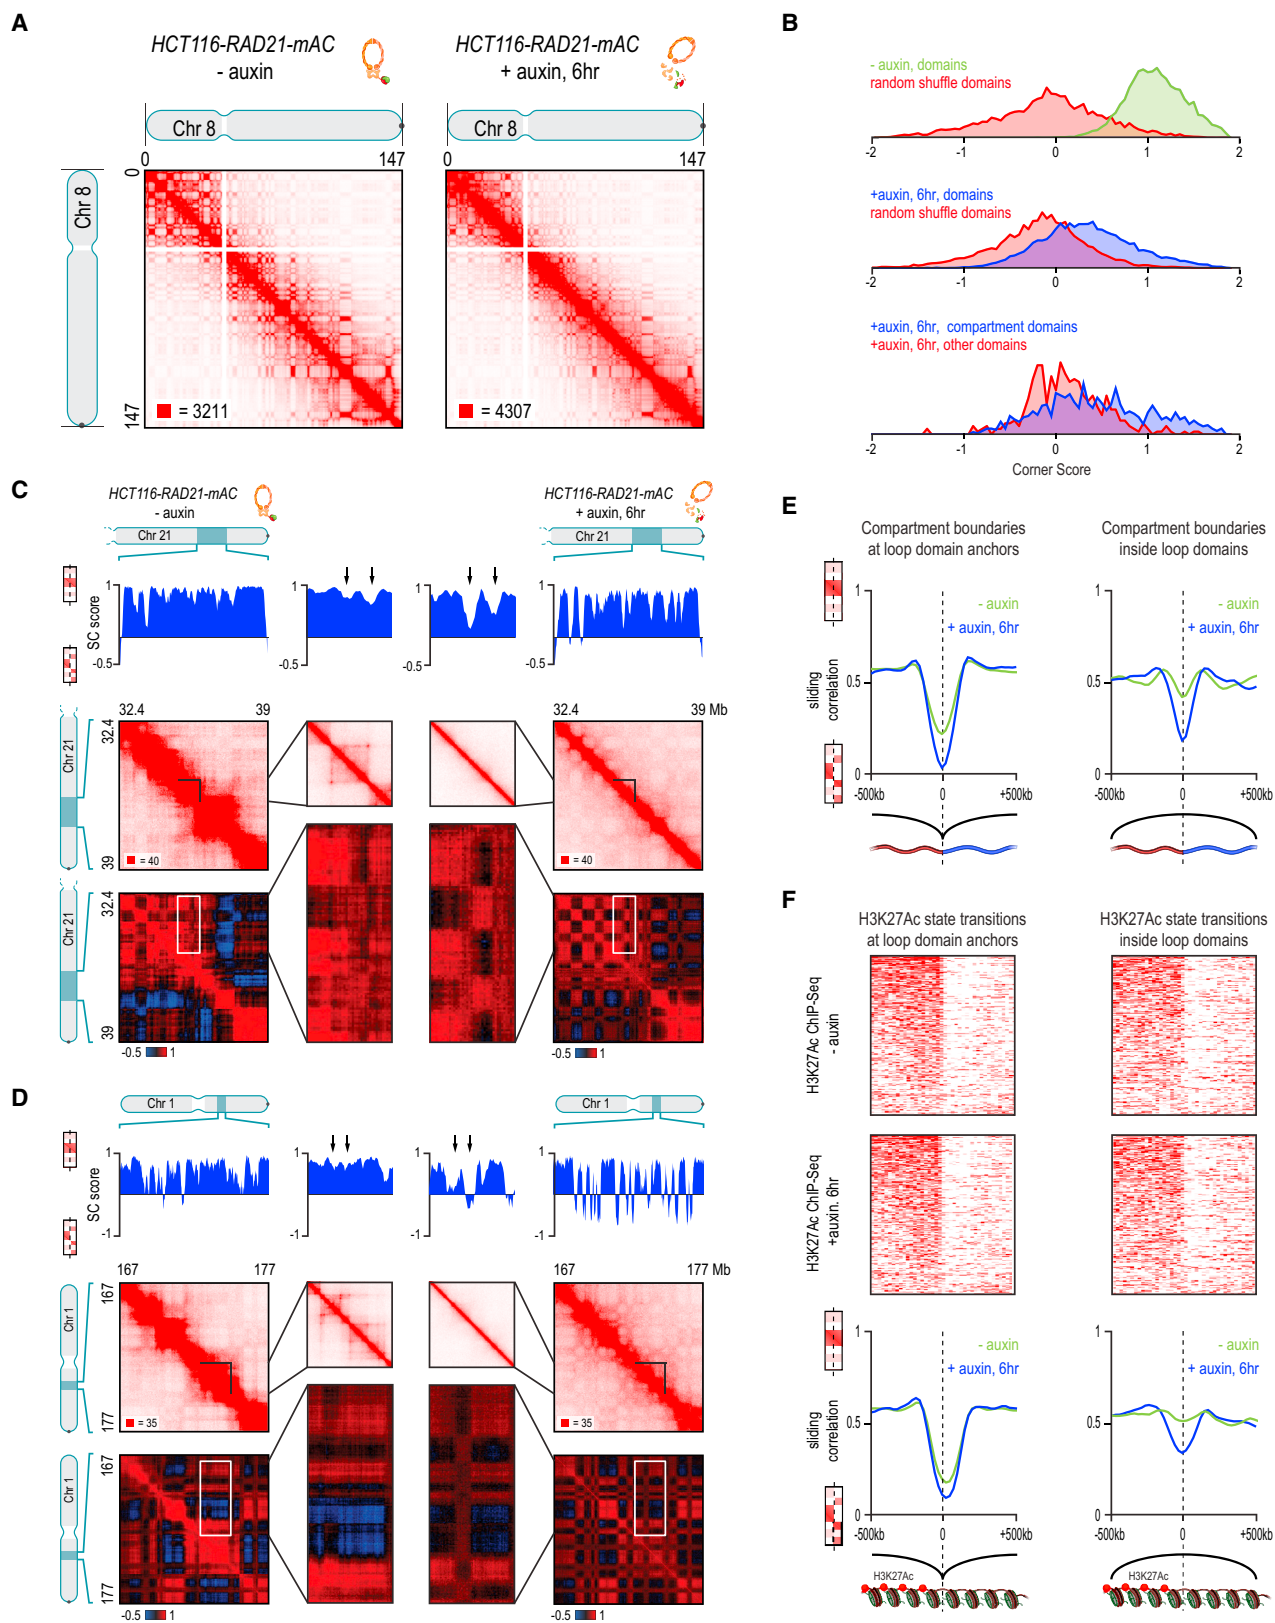 A
HCT116-RAD21-mAC
- auxin
HCT116-RAD21-mAC
+ auxin, 6hr
Chr 8
Chr 8
0
147
0
147
Chr 8
0
147
= 3211
= 4307
B
- auxin, domains
random shuffle domains
-2
-1
0
1
2
+auxin, 6hr, domains
random shuffle domains
-2
-1
0
1
2
+auxin, 6hr, compartment domains
+auxin, 6hr, other domains
-2
-1
0
1
2
Corner Score
C
HCT116-RAD21-mAC
- auxin
HCT116-RAD21-mAC
+ auxin, 6hr
Chr 21
Chr 21
SC score
1
-0.5
1
-0.5
1
-0.5
1
-0.5
32.4
39
32.4
39 Mb
Chr 21
32.4
39
= 40
= 40
Chr 21
32.4
39
-0.5
1
-0.5
1
D
Chr 1
Chr 1
SC score
1
-1
1
-1
1
-1
1
-1
167
177
167
177 Mb
Chr 1
167
177
= 35
= 35
Chr 1
167
177
-0.5
1
-0.5
1
E
Compartment boundaries
at loop domain anchors
Compartment boundaries
inside loop domains
sliding
correlation
1
0.5
0
- auxin
+ auxin, 6hr
-500kb
0
+500kb
1
0.5
0
- auxin
+ auxin, 6hr
-500kb
0
+500kb
F
H3K27Ac state transitions
at loop domain anchors
H3K27Ac state transitions
inside loop domains
H3K27Ac ChIP-Seq
- auxin
H3K27Ac ChIP-Seq
+auxin. 6hr
sliding
correlation
1
0.5
0
- auxin
+ auxin, 6hr
-500kb
0
+500kb
1
0.5
0
- auxin
+ auxin, 6hr
-500kb
0
+500kb
H3K27Ac
H3K27Ac